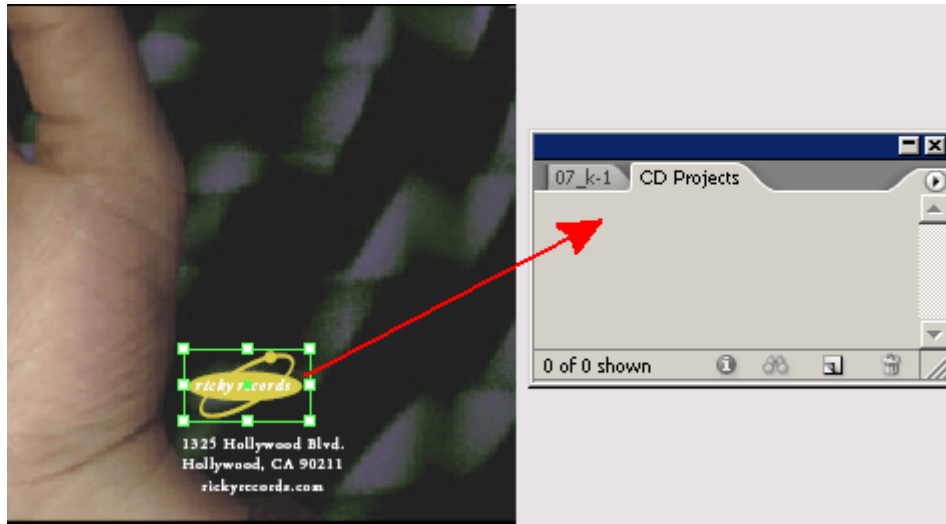 07_k-1 CD Projects
0 of 0 shown
ricky records
1325 Hollywood Blvd.
Hollywood, CA 90211
rickyrecords.com